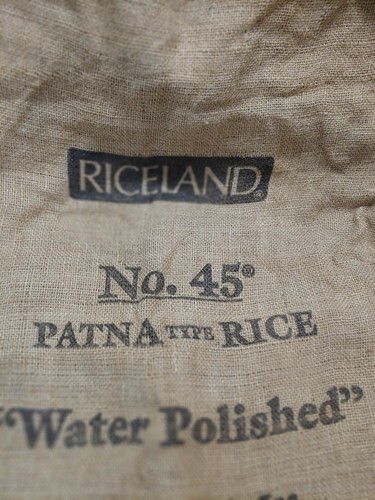 RICELAND®
No. 45®
PATNA TYPE RICE
"Water Polished"